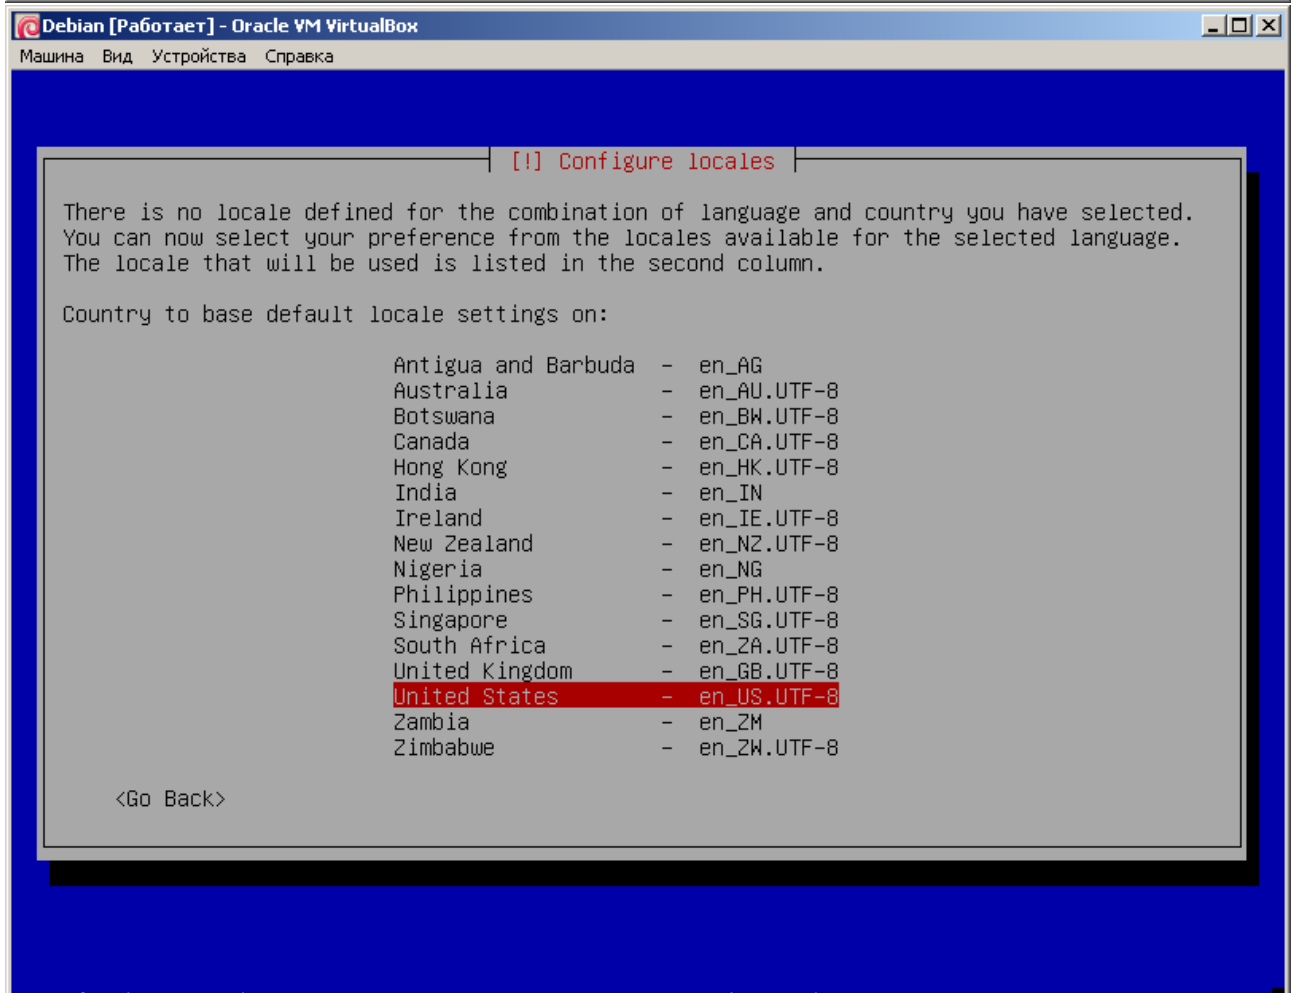 Debian [Работает] - Oracle VM VirtualBox
Машина Вид Устройства Справка
[!] Configure locales
There is no locale defined for the combination of language and country you have selected.
You can now select your preference from the locales available for the selected language.
The locale that will be used is listed in the second column.
Country to base default locale settings on:
Antigua and Barbuda - en_AG
Australia - en_AU.UTF-8
Botswana - en_BW.UTF-8
Canada - en_CA.UTF-8
Hong Kong - en_HK.UTF-8
India - en_IN
Ireland - en_IE.UTF-8
New Zealand - en_NZ.UTF-8
Nigeria - en_NG
Philippines - en_PH.UTF-8
Singapore - en_SG.UTF-8
South Africa - en_ZA.UTF-8
United Kingdom - en_GB.UTF-8
United States - en_US.UTF-8
Zambia - en_ZM
Zimbabwe - en_ZW.UTF-8
<Go Back>